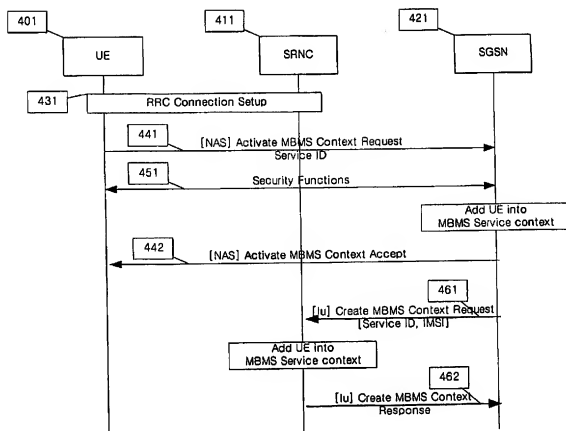 401
411
421
UE
SRNC
SGSN
431
RRC Connection Setup
441
[NAS] Activate MBMS Context Request
Service ID
451
Security Functions
Add UE into
MBMS Service context
442
[NAS] Activate MBMS Context Accept
461
[Iu] Create MBMS Context Request
[Service ID, IMSI]
Add UE into
MBMS Service context
462
[Iu] Create MBMS Context
Response